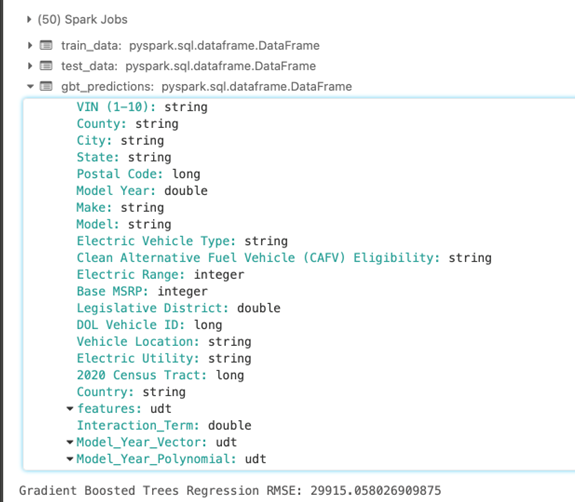 (50) Spark Jobs
train_data: pyspark.sql.dataframe.DataFrame
test_data: pyspark.sql.dataframe.DataFrame
gbt_predictions: pyspark.sql.dataframe.DataFrame
VIN (1-10): string
County: string
City: string
State: string
Postal Code: long
Model Year: double
Make: string
Model: string
Electric Vehicle Type: string
Clean Alternative Fuel Vehicle (CAFV) Eligibility: string
Electric Range: integer
Base MSRP: integer
Legislative District: double
DOL Vehicle ID: long
Vehicle Location: string
Electric Utility: string
2020 Census Tract: long
Country: string
features: udt
Interaction_Term: double
Model_Year_Vector: udt
Model_Year_Polynomial: udt
Gradient Boosted Trees Regression RMSE: 29915.058026909875